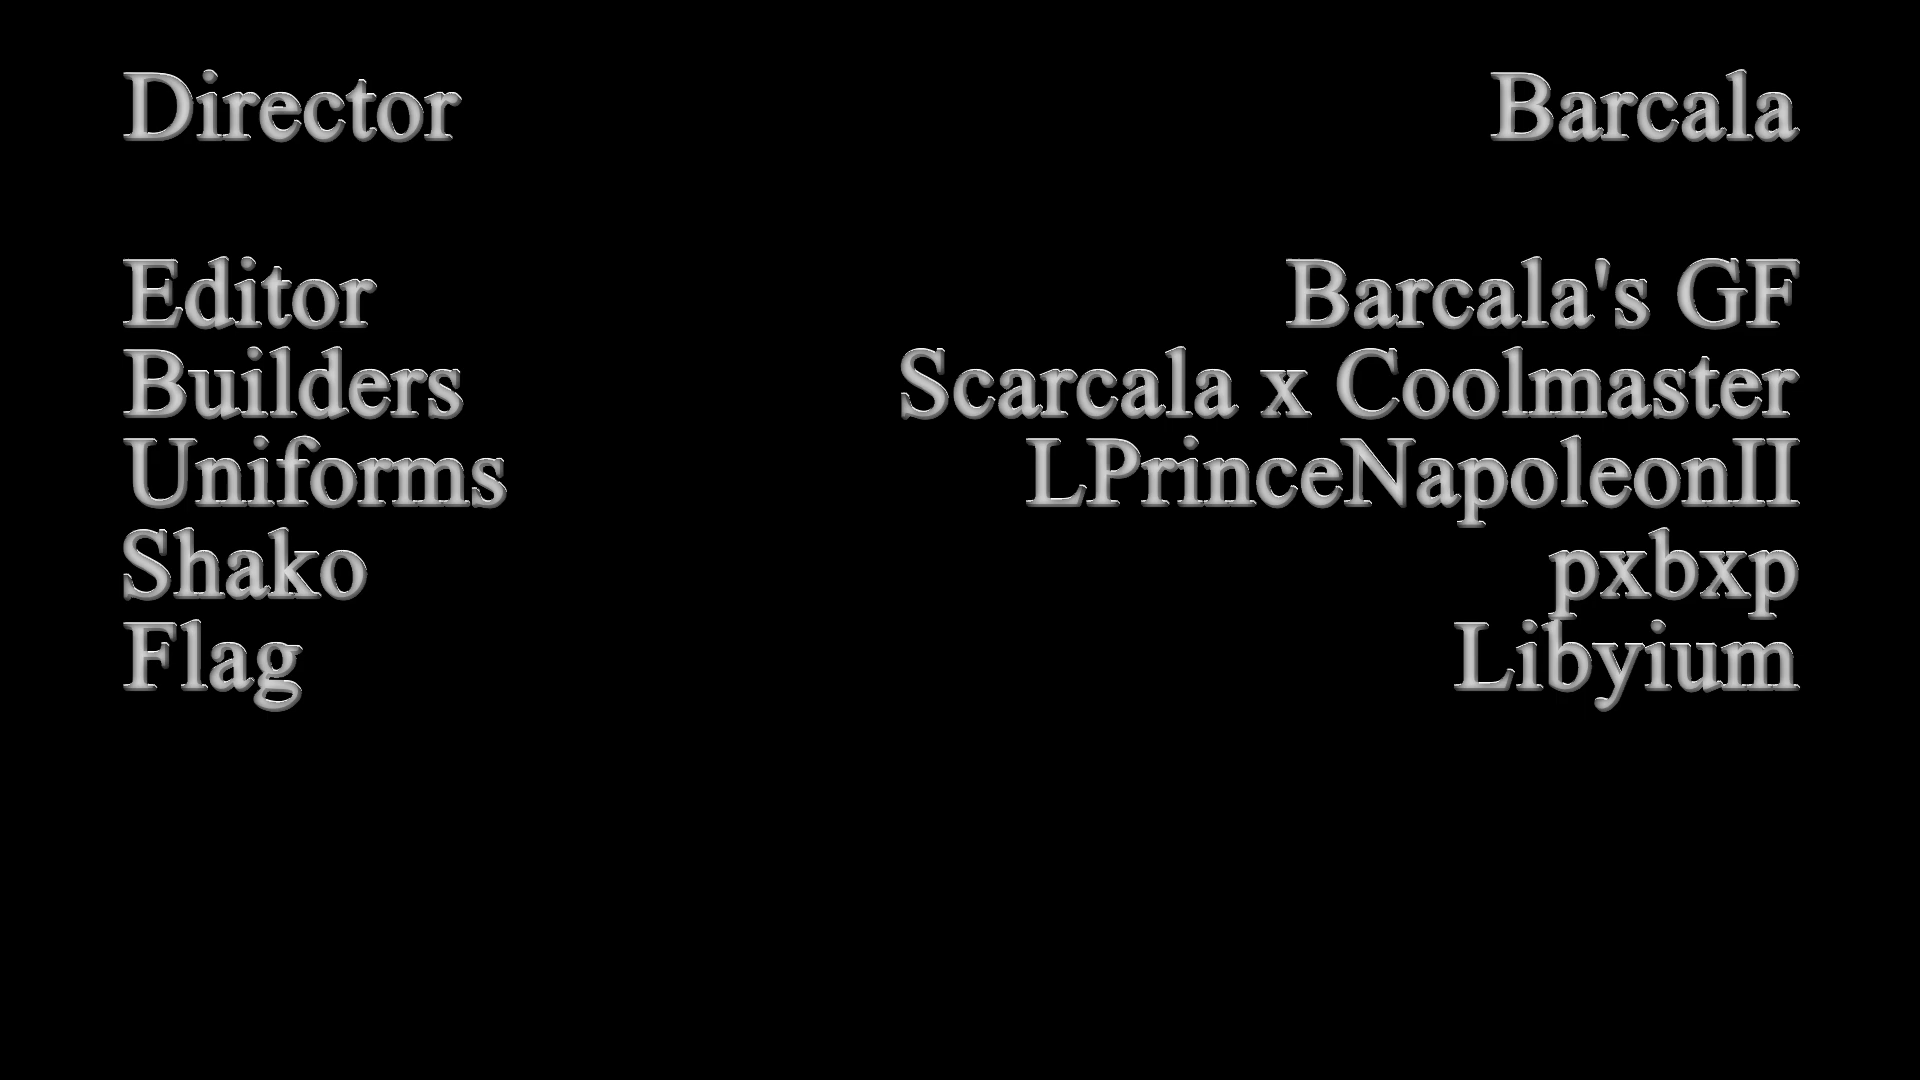 Director Barcala
Editor Barcala's GF
Builders Scarcala x Coolmaster
Uniforms LPrinceNapoleonII
Shako pxbxp
Flag Libyium